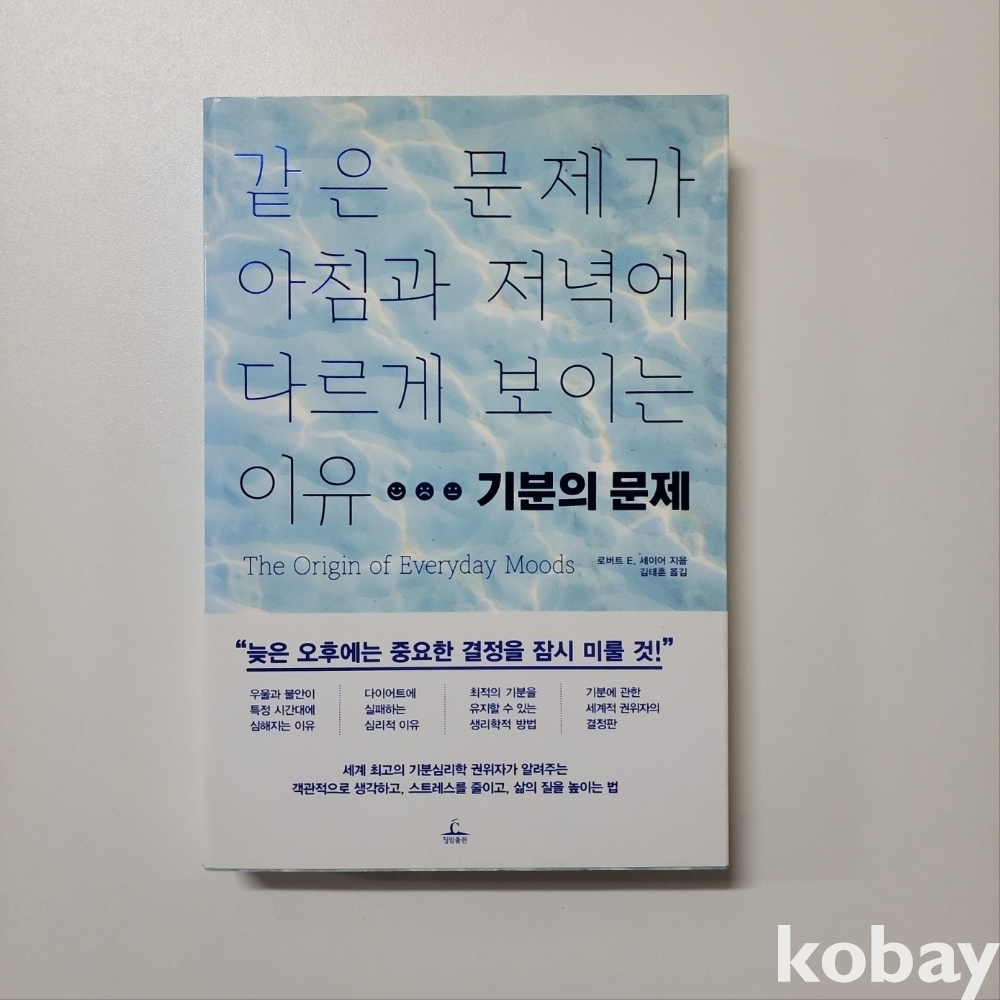 같은 문제가
아침과 저녁에
다르게 보이는
이유 기분의 문제
The Origin of Everyday Moods
로버트 E. 세이어 지음
김태훈 옮김
“늦은 오후에는 중요한 결정을 잠시 미룰 것!”
우울과 불안이
특정 시간대에
심해지는 이유
다이어트에
실패하는
심리적 이유
최적의 기분을
유지할 수 있는
생리학적 방법
기분에 관한
세계적 권위자의
결정판
세계 최고의 기분심리학 권위자가 알려주는
객관적으로 생각하고, 스트레스를 줄이고, 삶의 질을 높이는 법
청림출판
kobay